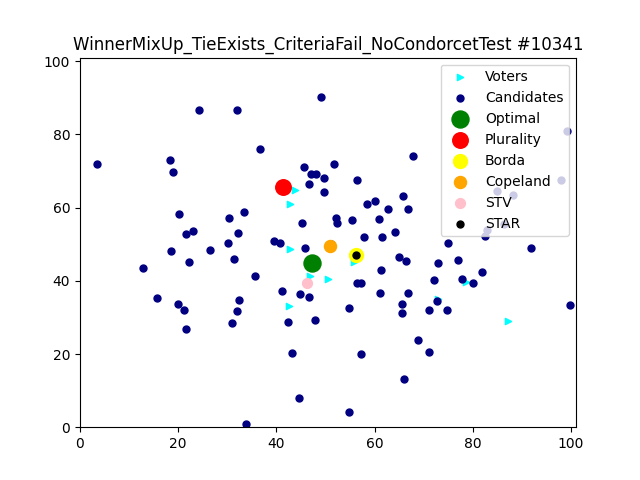 WinnerMixUp_TieExists_CriteriaFail_NoCondorcetTest #10341
100
80
60
40
20
0
0 20 40 60 80 100
Voters
Candidates
Optimal
Plurality
Borda
Copeland
STV
STAR